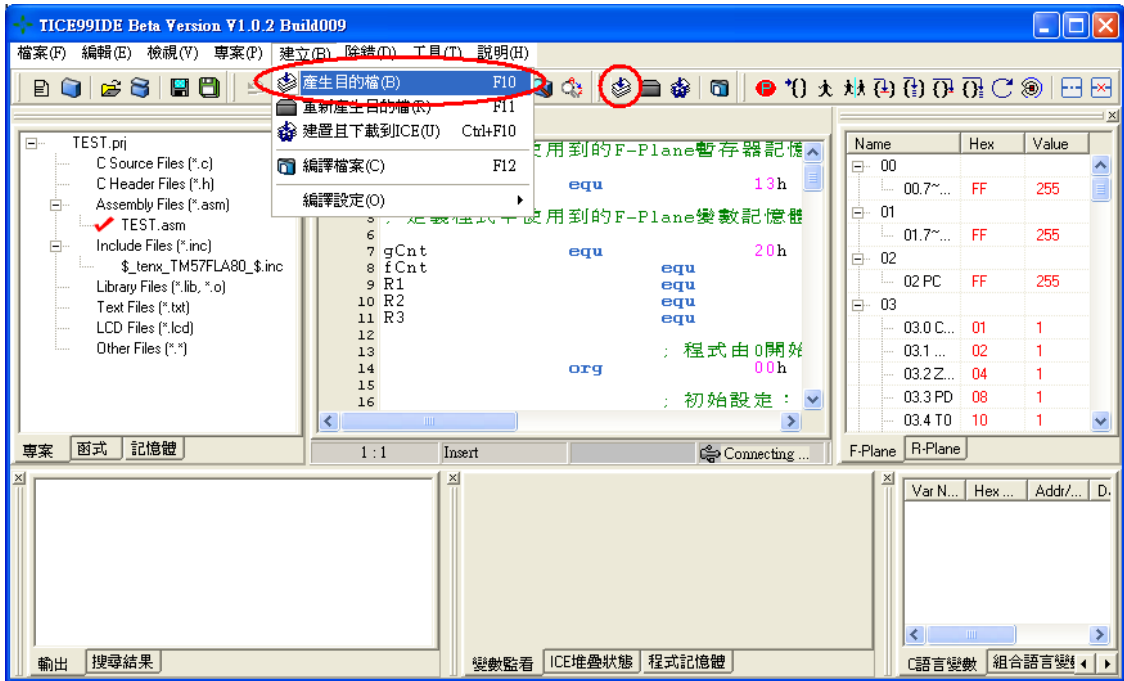 TICE99IDE Beta Version V1.0.2 Build009
檔案(F) 編輯(E) 檢視(V) 專案(P) 建立(B) 除錯(D) 工具(T) 說明(H)
產生目的檔(B) F10
重新產生目的檔(R) F11
建置且下載到ICE(U) Ctrl+F10
編譯檔案(C) F12
編譯設定(O)
TEST.prj
C Source Files (*.c)
C Header Files (*.h)
Assembly Files (*.asm)
TEST.asm
Include Files (*.inc)
$_tenx_TM57FLA80_$.inc
Library Files (*.lib, *.o)
Text Files (*.txt)
LCD Files (*.lcd)
Other Files (*.*)
專案 函式 記憶體
使用到的F-Plane暫存器記憶
equ 13h
5 ; 定義程式中使用到的F-Plane變數記憶體
6
7 gCnt equ 20h
8 fCnt equ
9 R1 equ
10 R2 equ
11 R3 equ
12
13 ; 程式由0開始
14 org 00h
15
16 ; 初始設定：
1 : 1 Insert Connecting ...
Name Hex Value
00
00.7~... FF 255
01
01.7~... FF 255
02
02 PC FF 255
03
03.0 C... 01 1
03.1 ... 02 1
03.2 Z... 04 1
03.3 PD 08 1
03.4 T0 10 1
F-Plane R-Plane
輸出 搜尋結果
變數監看 ICE堆疊狀態 程式記憶體
Var N... Hex ... Addr/... D.
C語言變數 組合語言變